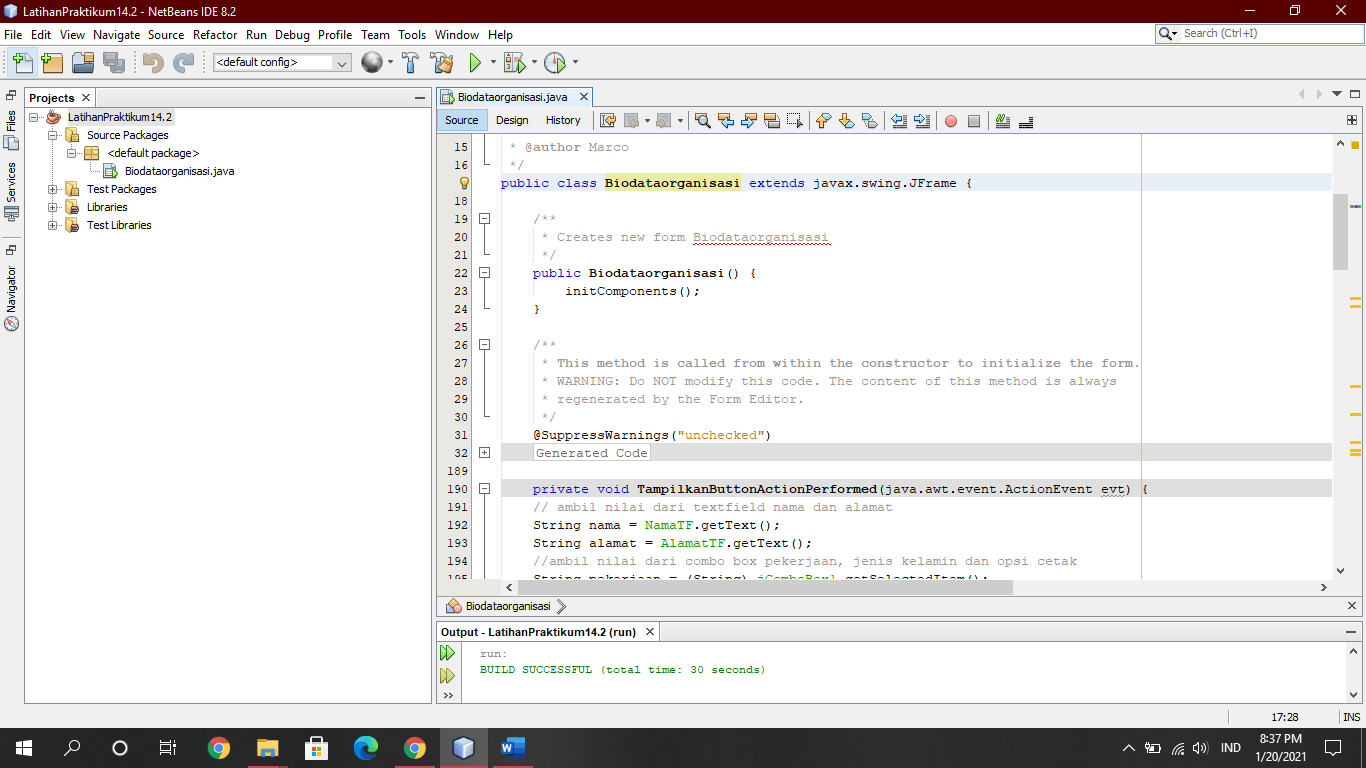 LatihanPraktikum14.2 - NetBeans IDE 8.2
File Edit View Navigate Source Refactor Run Debug Profile Team Tools Window Help
Search (Ctrl+I)
<default config>
Files
Services
Navigator
Projects
LatihanPraktikum14.2
Source Packages
<default package>
Biodataorganisasi.java
Test Packages
Libraries
Test Libraries
Biodataorganisasi.java
Source Design History
15 * @author Marco
16 */
public class Biodataorganisasi extends javax.swing.JFrame {
18
19 /**
20 * Creates new form Biodataorganisasi
21 */
22 public Biodataorganisasi() {
23 initComponents();
24 }
25
26 /**
27 * This method is called from within the constructor to initialize the form.
28 * WARNING: Do NOT modify this code. The content of this method is always
29 * regenerated by the Form Editor.
30 */
31 @SuppressWarnings("unchecked")
32 Generated Code
189
190 private void TampilkanButtonActionPerformed(java.awt.event.ActionEvent evt) {
191 // ambil nilai dari textfield nama dan alamat
192 String nama = NamaTF.getText();
193 String alamat = AlamatTF.getText();
194 //ambil nilai dari combo box pekerjaan, jenis kelamin dan opsi cetak
195 String pekerjaan = (String) jComboBox1.getSelectedItem();
Biodataorganisasi
Output - LatihanPraktikum14.2 (run)
run:
BUILD SUCCESSFUL (total time: 30 seconds)
17:28 INS
IND
8:37 PM
1/20/2021